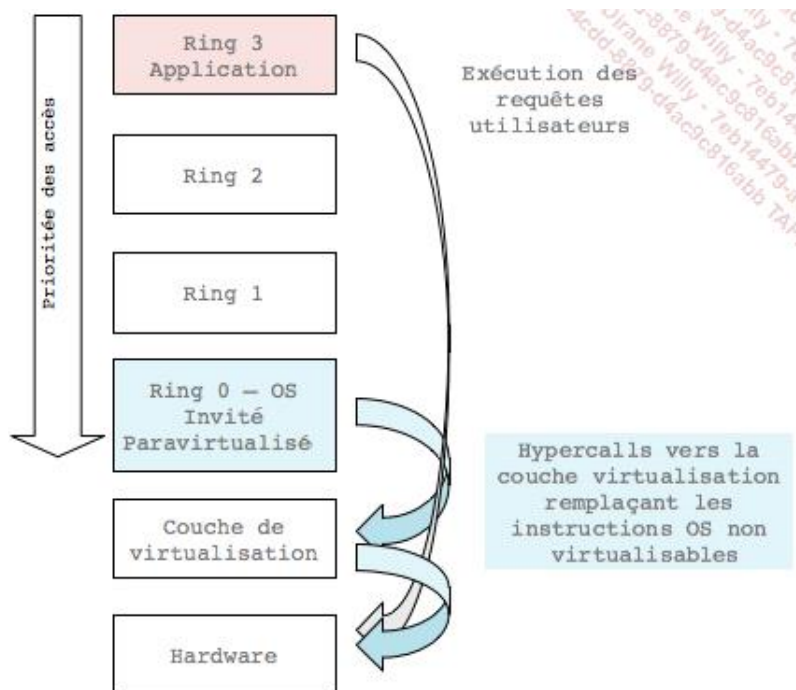 Prioritée des accès
Ring 3
Application
Exécution des
requêtes
utilisateurs
Ring 2
Ring 1
Ring 0 – OS
Invité
Paravirtualisé
Hypercalls vers la
couche virtualisation
remplaçant les
instructions OS non
virtualisables
Couche de
virtualisation
Hardware